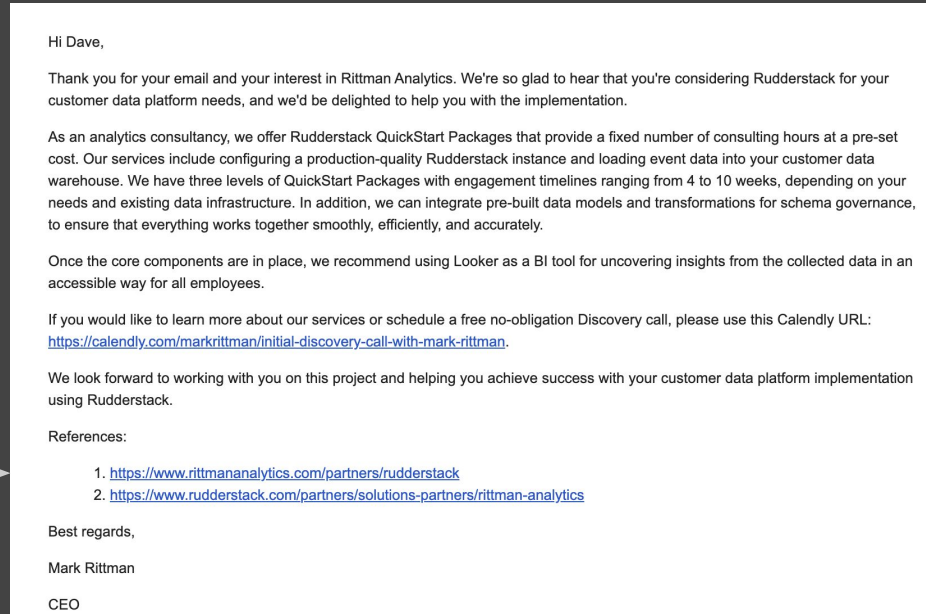 Hi Dave,
Thank you for your email and your interest in Rittman Analytics. We're so glad to hear that you're considering Rudderstack for your
customer data platform needs, and we'd be delighted to help you with the implementation.
As an analytics consultancy, we offer Rudderstack QuickStart Packages that provide a fixed number of consulting hours at a pre-set
cost. Our services include configuring a production-quality Rudderstack instance and loading event data into your customer data
warehouse. We have three levels of QuickStart Packages with engagement timelines ranging from 4 to 10 weeks, depending on your
needs and existing data infrastructure. In addition, we can integrate pre-built data models and transformations for schema governance,
to ensure that everything works together smoothly, efficiently, and accurately.
Once the core components are in place, we recommend using Looker as a BI tool for uncovering insights from the collected data in an
accessible way for all employees.
If you would like to learn more about our services or schedule a free no-obligation Discovery call, please use this Calendly URL:
https://calendly.com/markrittman/initial-discovery-call-with-mark-rittman.
We look forward to working with you on this project and helping you achieve success with your customer data platform implementation
using Rudderstack.
References:
1. https://www.rittmananalytics.com/partners/rudderstack
2. https://www.rudderstack.com/partners/solutions-partners/rittman-analytics
Best regards,
Mark Rittman
CEO